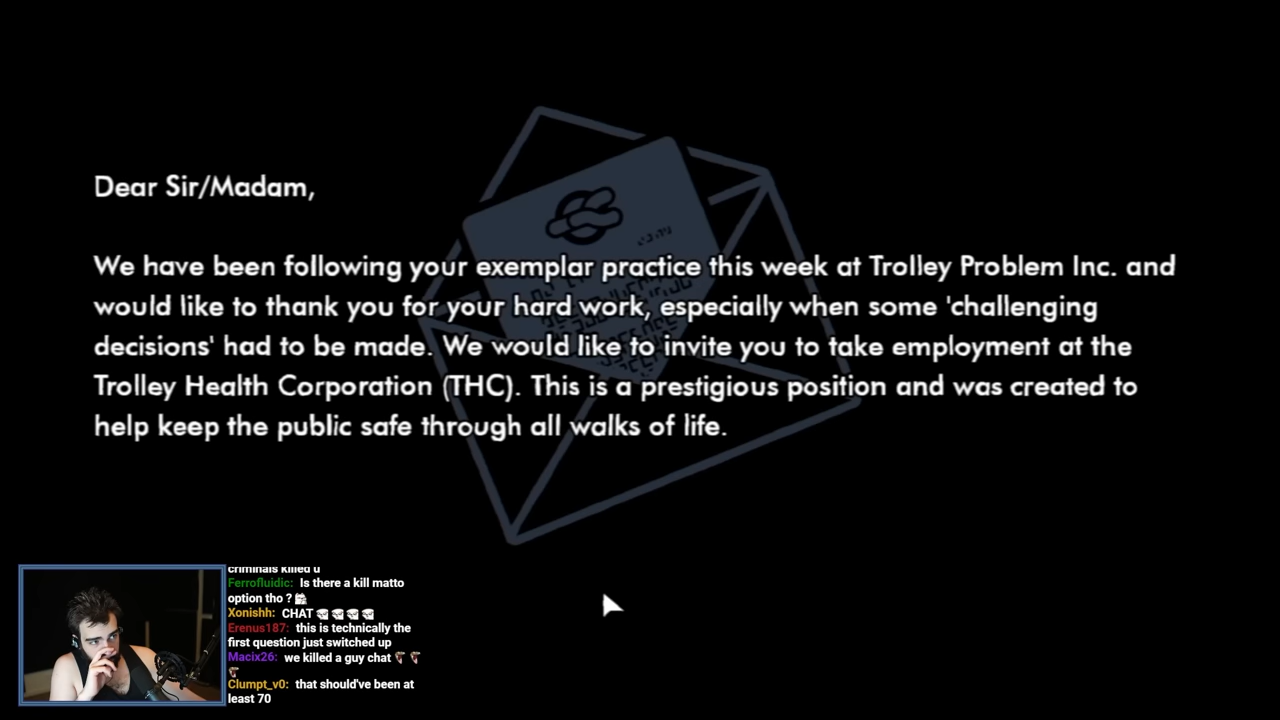 Dear Sir/Madam,
We have been following your exemplar practice this week at Trolley Problem Inc. and
would like to thank you for your hard work, especially when some 'challenging
decisions' had to be made. We would like to invite you to take employment at the
Trolley Health Corporation (THC). This is a prestigious position and was created to
help keep the public safe through all walks of life.
criminals killed u
Ferrofluidic: Is there a kill matto
option tho ?
Xonishh: CHAT
Erenus187: this is technically the
first question just switched up
Macix26: we killed a guy chat
Clumpt_v0: that should've been at
least 70